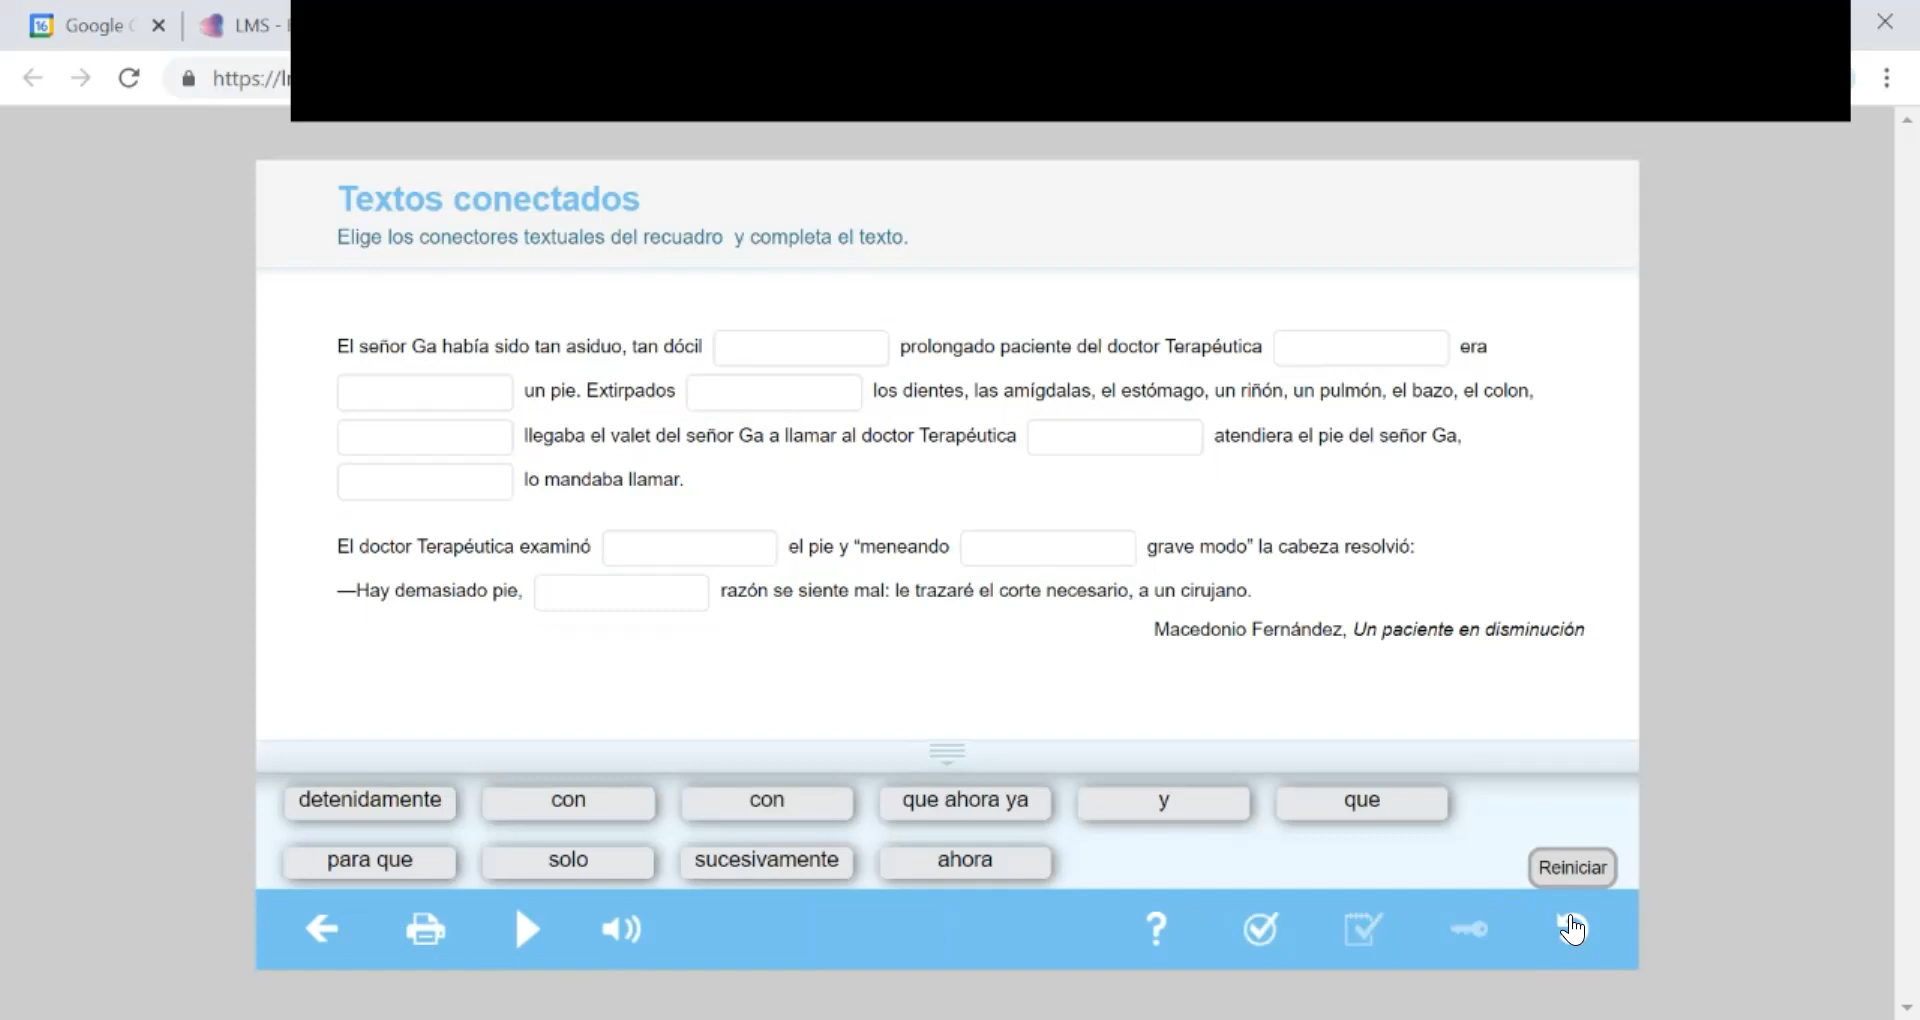 Google
LMS -
https://l
Textos conectados
Elige los conectores textuales del recuadro y completa el texto.
El señor Ga había sido tan asiduo, tan dócil prolongado paciente del doctor Terapéutica era
un pie. Extirpados los dientes, las amígdalas, el estómago, un riñón, un pulmón, el bazo, el colon,
llegaba el valet del señor Ga a llamar al doctor Terapéutica atendiera el pie del señor Ga,
lo mandaba llamar.
El doctor Terapéutica examinó el pie y “meneando grave modo” la cabeza resolvió:
—Hay demasiado pie, razón se siente mal: le trazaré el corte necesario, a un cirujano.
Macedonio Fernández, Un paciente en disminución
detenidamente con con que ahora ya y que
para que solo sucesivamente ahora
Reiniciar